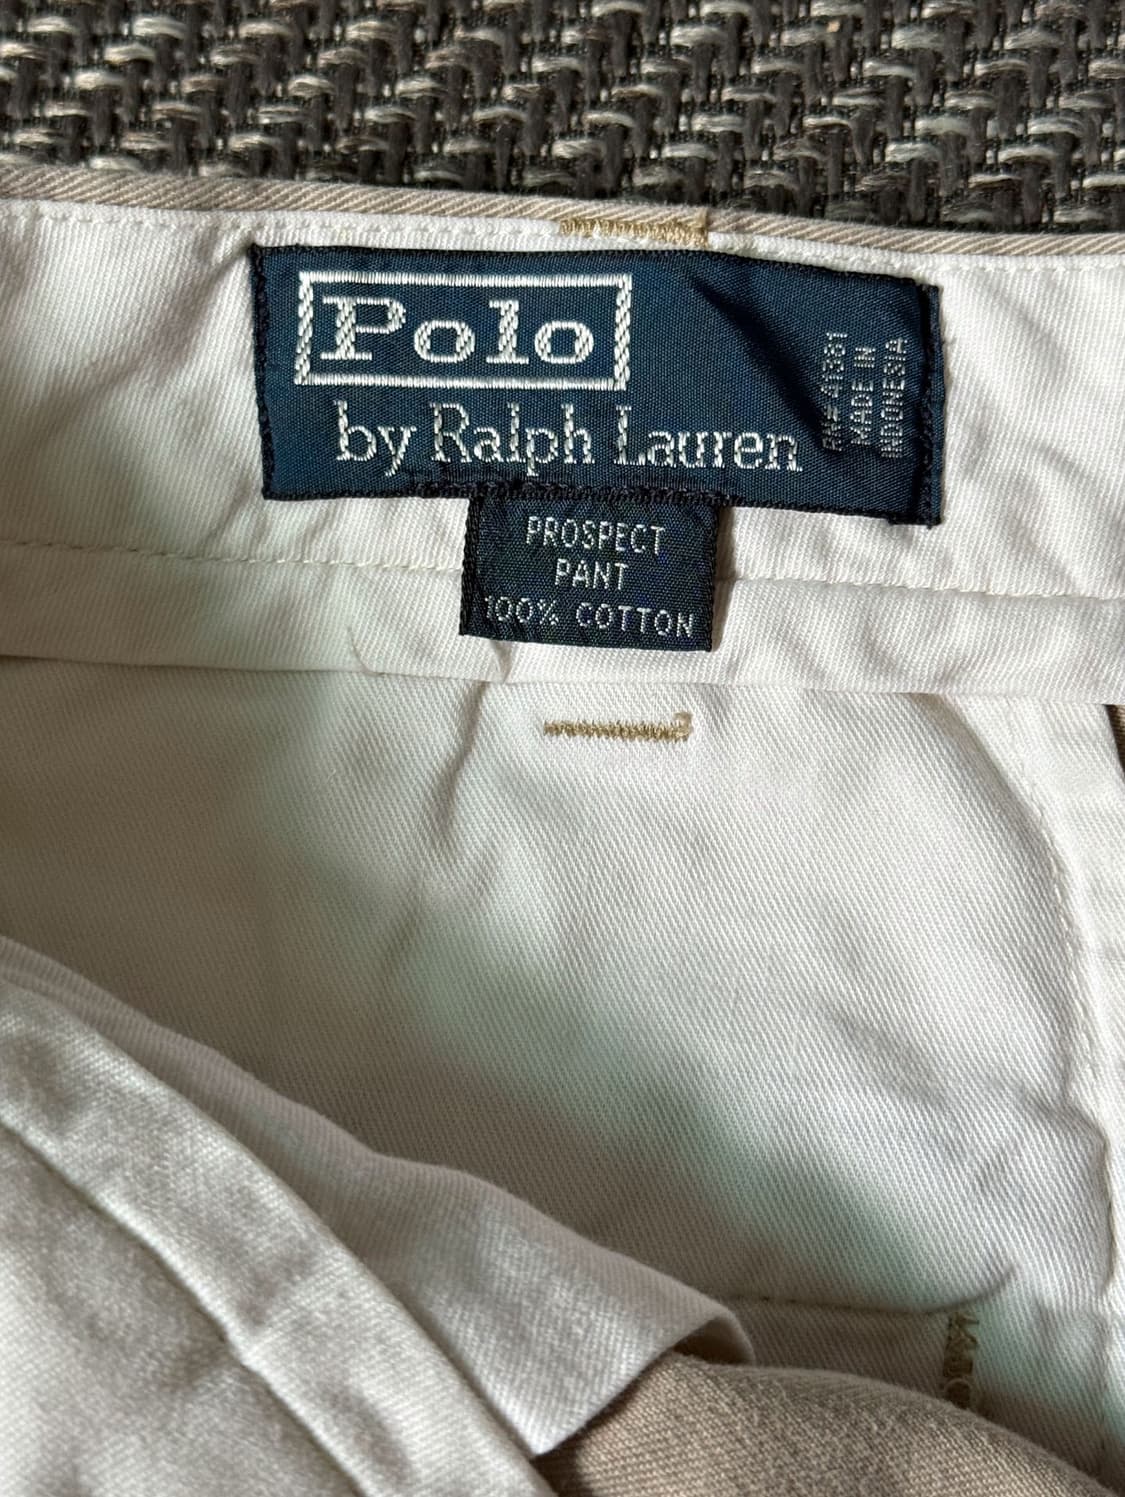 Polo
by Ralph Lauren
RN# 41381
MADE IN
INDONESIA
PROSPECT
PANT
100% COTTON